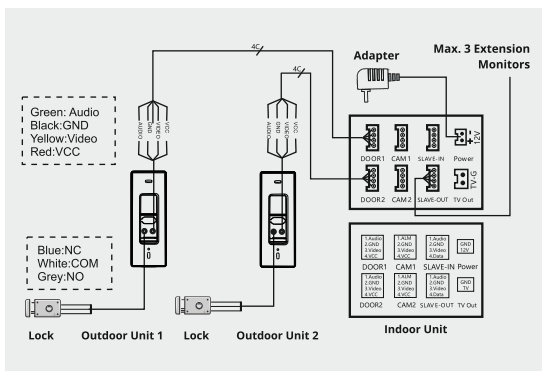 4C
4C
Adapter
Max. 3 Extension
Monitors
Green: Audio
Black:GND
Yellow:Video
Red:VCC
AUDIO
GND
VIDEO
VCC
AUDIO
GND
VIDEO
VCC
DOOR1
CAM 1
SLAVE-IN
Power
+ -
12V
DOOR2
CAM 2
SLAVE-OUT
TV Out
TV-G
Blue:NC
White:COM
Grey:NO
1.Audio
2.GND
3.Video
4.VCC
1.ALM
2.GND
3.Video
4.VCC
1.Audio
2.GND
3.Video
4.Data
GND
12V
DOOR1
CAM1
SLAVE-IN
Power
1.Audio
2.GND
3.Video
4.VCC
1.ALM
2.GND
3.Video
4.VCC
1.Audio
2.GND
3.Video
4.Data
GND
TV
DOOR2
CAM2
SLAVE-OUT
TV Out
Lock
Outdoor Unit 1
Lock
Outdoor Unit 2
Indoor Unit